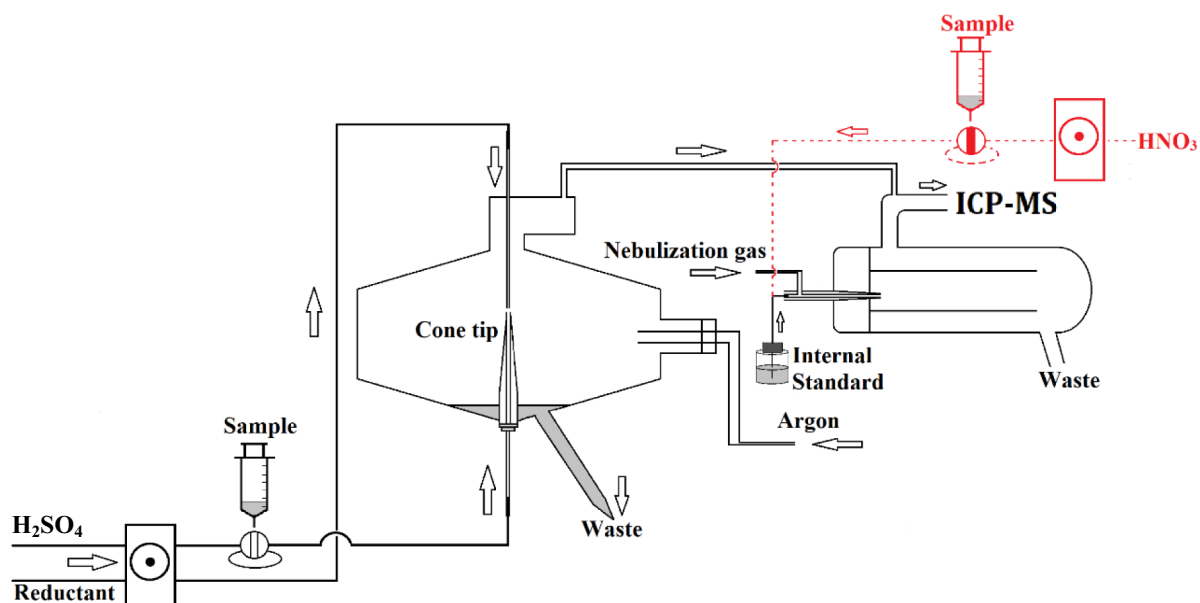 Sample
HNO₃
ICP-MS
Nebulization gas
Cone tip
Internal
Standard
Waste
Argon
Sample
Waste
H₂SO₄
Reductant